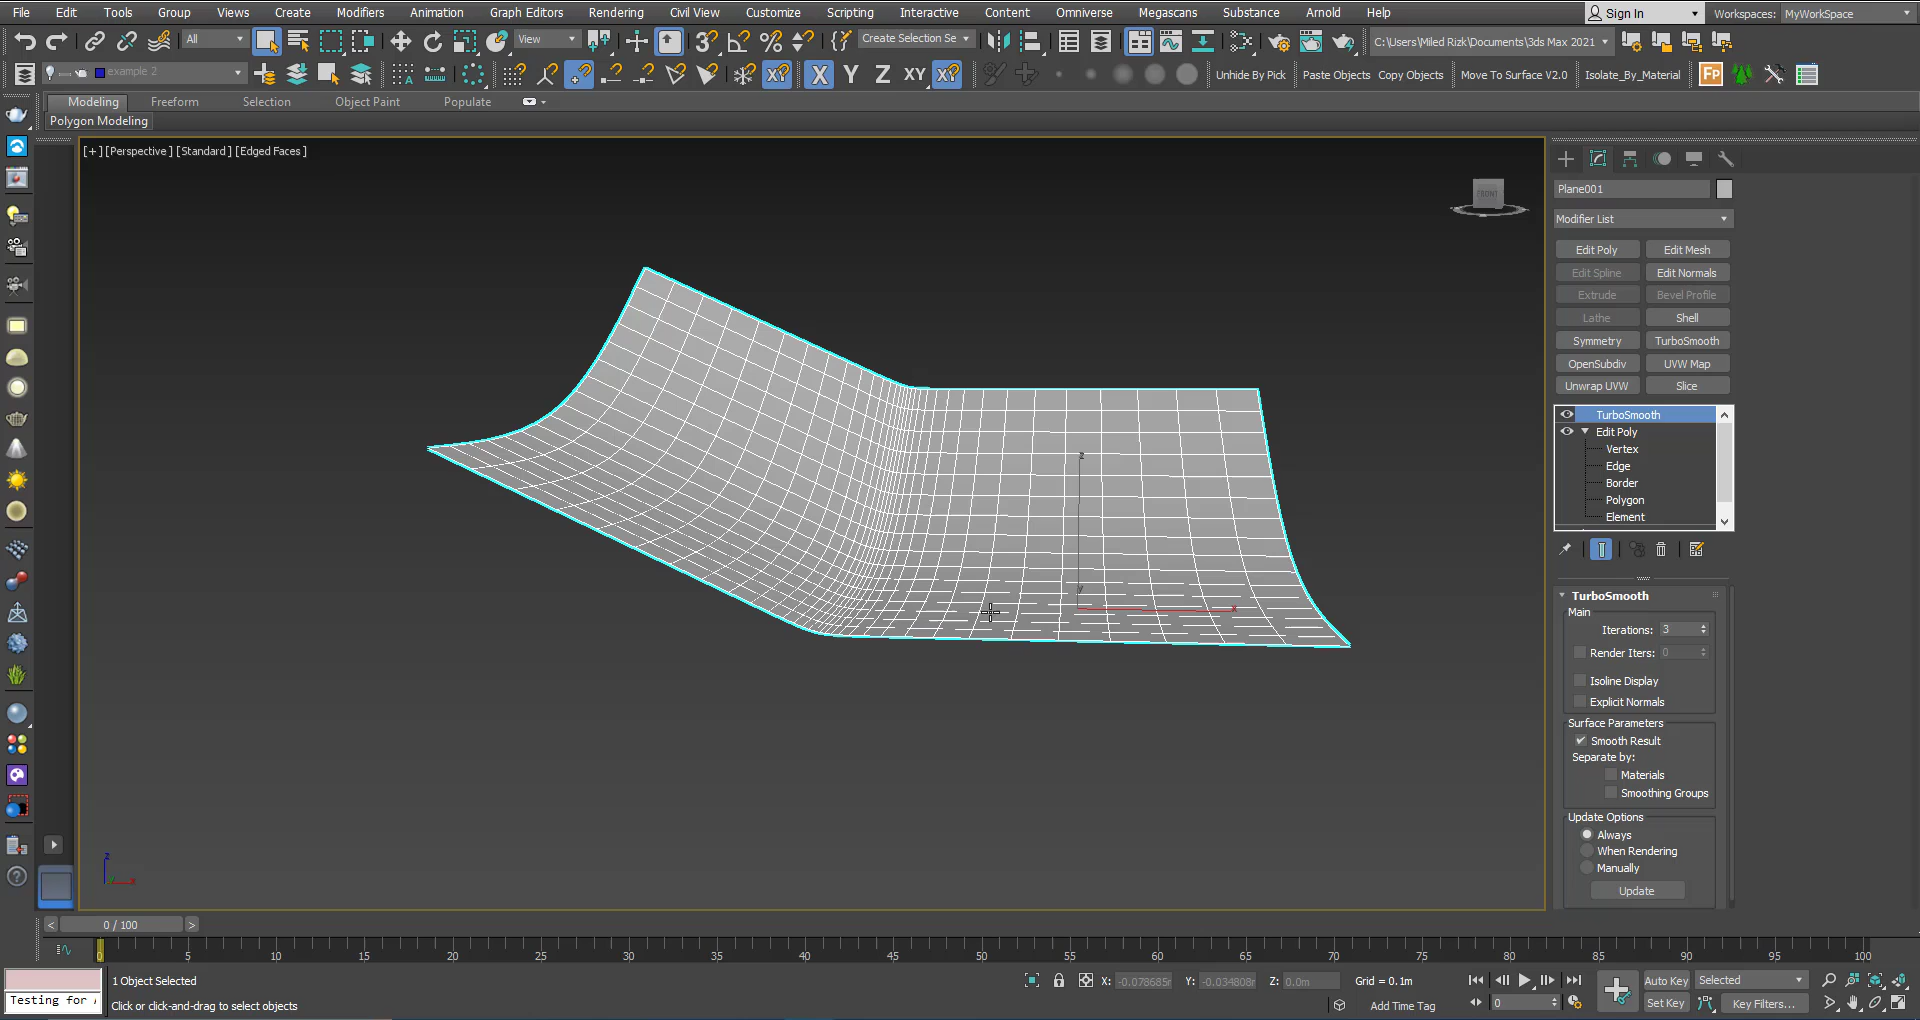 File Edit Tools Group Views Create Modifiers Animation Graph Editors Rendering Civil View Customize Scripting Interactive Content Omniverse Megascans Substance Arnold Help Sign In Workspaces: MyWorkSpace
All View Create Selection Se C:\Users\Miled Rizk\Documents\3ds Max 2021
example 2 X Y Z XY XY Unhide By Pick Paste Objects Copy Objects Move To Surface V2.0 Isolate_By_Material Fp
Modeling Freeform Selection Object Paint Populate
Polygon Modeling
[+] [Perspective] [Standard] [Edged Faces]
FRONT
z
y
x
z
x
Plane001
Modifier List
Edit Poly Edit Mesh
Edit Spline Edit Normals
Extrude Bevel Profile
Lathe Shell
Symmetry TurboSmooth
OpenSubdiv UVW Map
Unwrap UVW Slice
TurboSmooth
Edit Poly
Vertex
Edge
Border
Polygon
Element
TurboSmooth
Main
Iterations: 3
Render Iters: 0
Isoline Display
Explicit Normals
Surface Parameters
Smooth Result
Separate by:
Materials
Smoothing Groups
Update Options
Always
When Rendering
Manually
Update
< 0 / 100 >
0 5 10 15 20 25 30 35 40 45 50 55 60 65 70 75 80 85 90 95 100
1 Object Selected X: -0.078685r Y: -0.034808r Z: 0.0m Grid = 0.1m Auto Key Selected
Testing for Click or click-and-drag to select objects Add Time Tag 0 Set Key Key Filters...